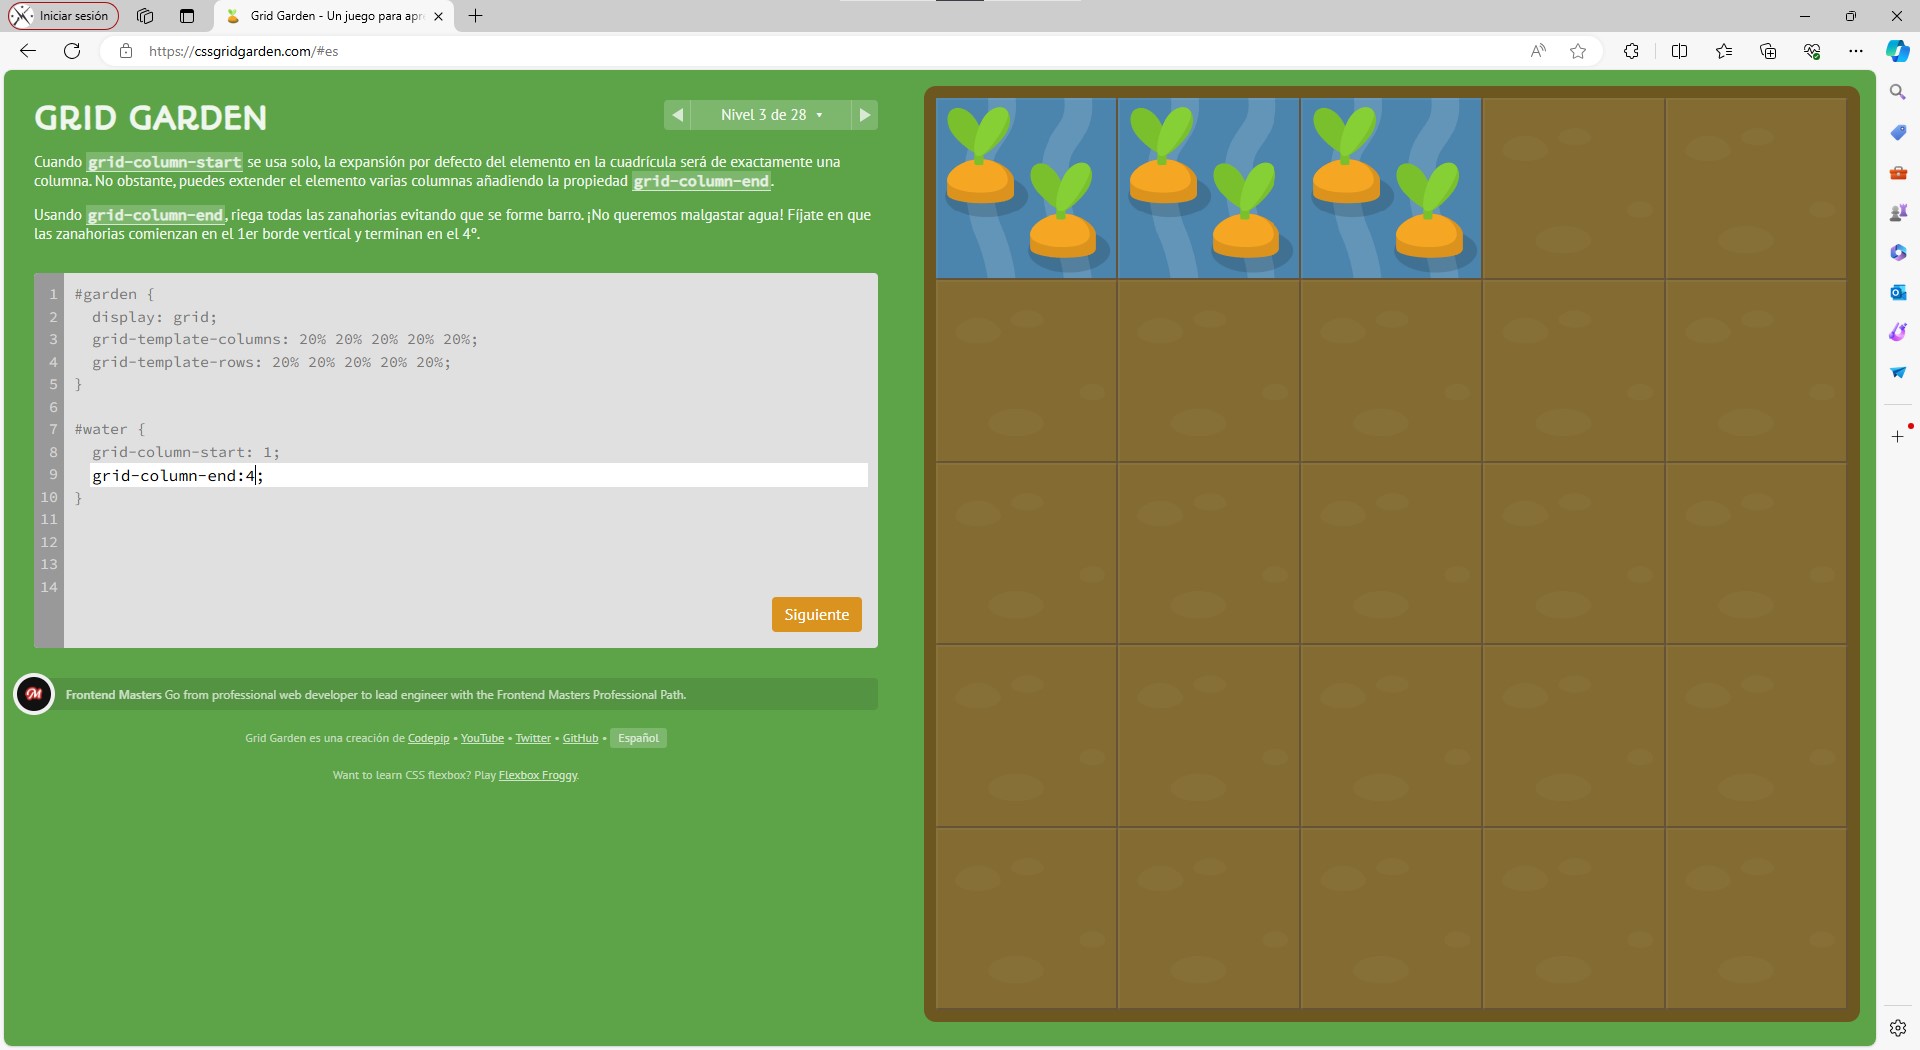 Iniciar sesión
Grid Garden - Un juego para apr
https://cssgridgarden.com/#es
GRID GARDEN
Nivel 3 de 28
Cuando grid-column-start se usa solo, la expansión por defecto del elemento en la cuadrícula será de exactamente una
columna. No obstante, puedes extender el elemento varias columnas añadiendo la propiedad grid-column-end.
Usando grid-column-end, riega todas las zanahorias evitando que se forme barro. ¡No queremos malgastar agua! Fíjate en que
las zanahorias comienzan en el 1er borde vertical y terminan en el 4º.
1 #garden {
2 display: grid;
3 grid-template-columns: 20% 20% 20% 20% 20%;
4 grid-template-rows: 20% 20% 20% 20% 20%;
5 }
6
7 #water {
8 grid-column-start: 1;
9 grid-column-end:4;
10 }
11
12
13
14
Siguiente
Frontend Masters Go from professional web developer to lead engineer with the Frontend Masters Professional Path.
Grid Garden es una creación de Codepip • YouTube • Twitter • GitHub • Español
Want to learn CSS flexbox? Play Flexbox Froggy.